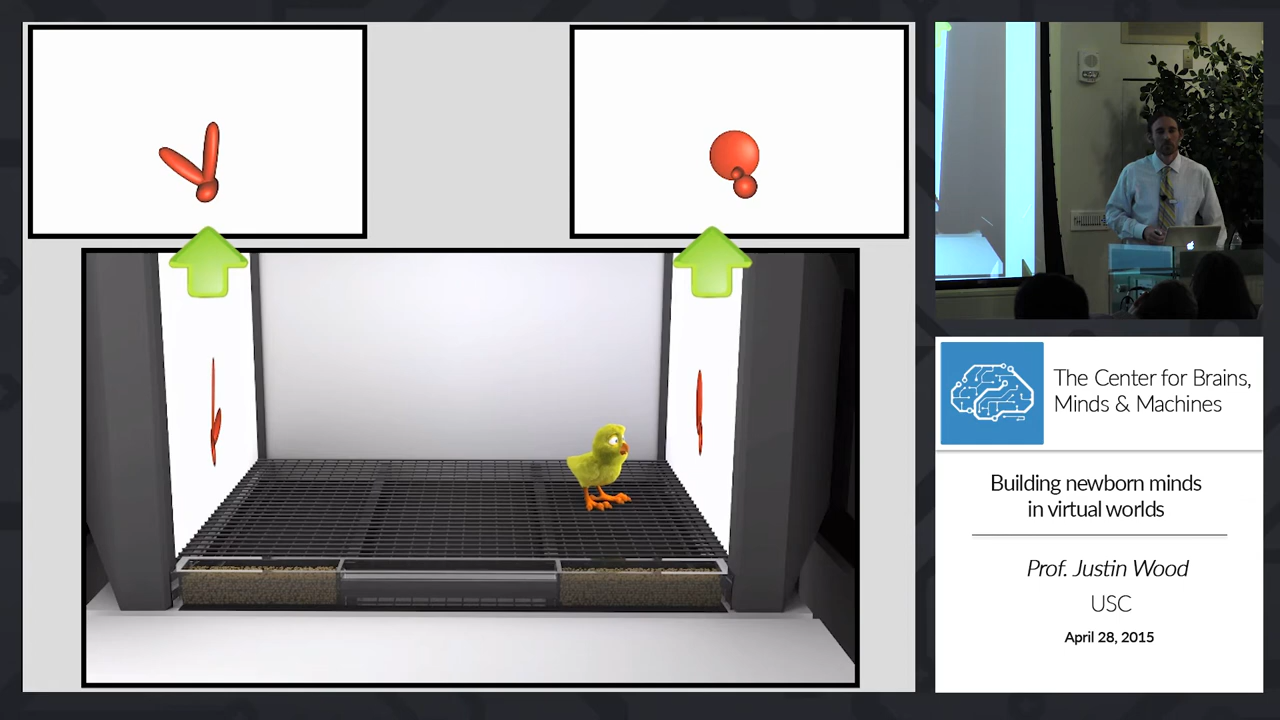 The Center for Brains,
Minds & Machines
Building newborn minds
in virtual worlds
Prof. Justin Wood
USC
April 28, 2015